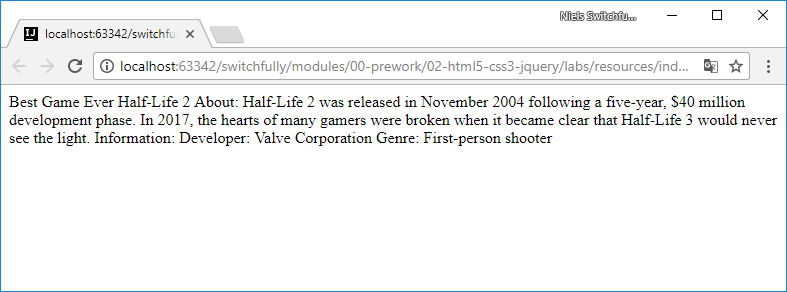 Niels Switchfu...
IJ localhost:63342/switchfu
localhost:63342/switchfully/modules/00-prework/02-html5-css3-jquery/labs/resources/ind...
Best Game Ever Half-Life 2 About: Half-Life 2 was released in November 2004 following a five-year, $40 million
development phase. In 2017, the hearts of many gamers were broken when it became clear that Half-Life 3 would never
see the light. Information: Developer: Valve Corporation Genre: First-person shooter